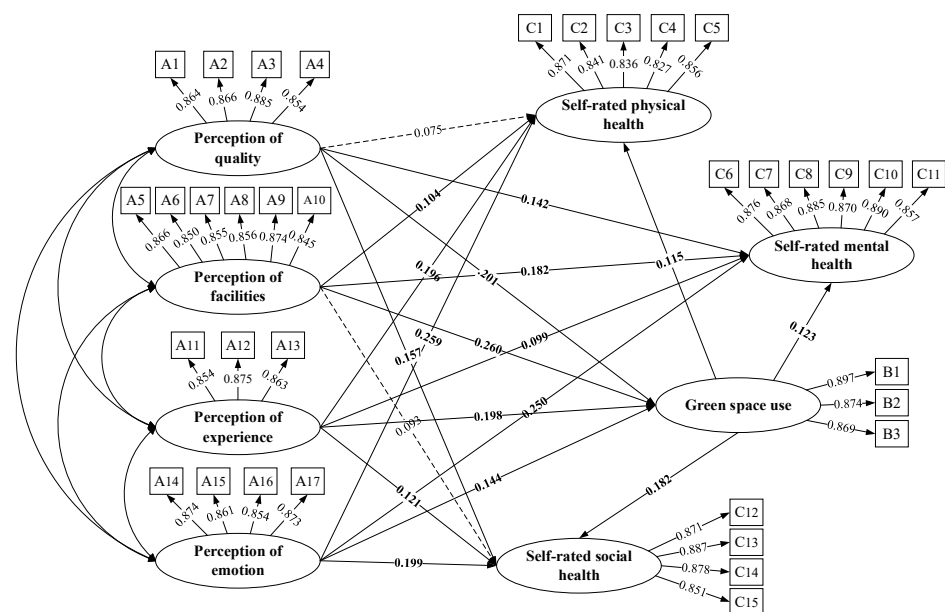 C1 C2 C3 C4 C5
0.871 0.841 0.836 0.827 0.856
Self-rated physical
health
A1 A2 A3 A4
0.864 0.866 0.885 0.854
Perception of
quality
0.075
0.104
0.142
C6 C7 C8 C9 C10 C11
0.876 0.868 0.885 0.870 0.890 0.857
Self-rated mental
health
A5 A6 A7 A8 A9 A10
0.866 0.850 0.855 0.856 0.874 0.845
Perception of
facilities
0.196
.201
0.182
0.115
0.259
0.157
0.260
0.099
0.123
A11 A12 A13
0.854 0.875 0.863
Perception of
experience
0.093
0.198
0.250
Green space use
0.897 B1
0.874 B2
0.869 B3
A14 A15 A16 A17
0.874 0.861 0.854 0.873
Perception of
emotion
0.144
0.121
0.199
0.182
Self-rated social
health
0.871 C12
0.887 C13
0.878 C14
0.851 C15